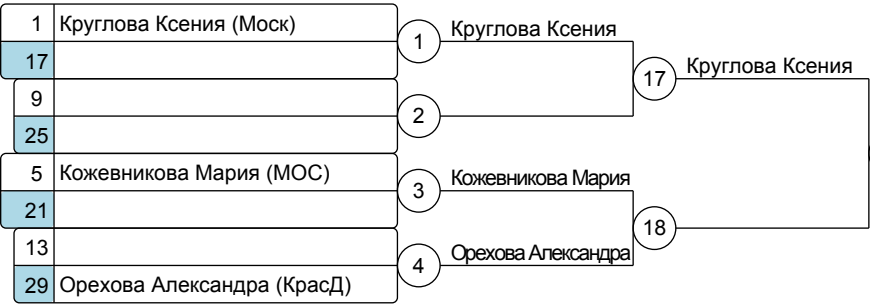 1 Круглова Ксения (Моск)
17
9
25
5 Кожевникова Мария (МОС)
21
13
29 Орехова Александра (КрасД)
1 Круглова Ксения
2
3 Кожевникова Мария
4 Орехова Александра
17 Круглова Ксения
18